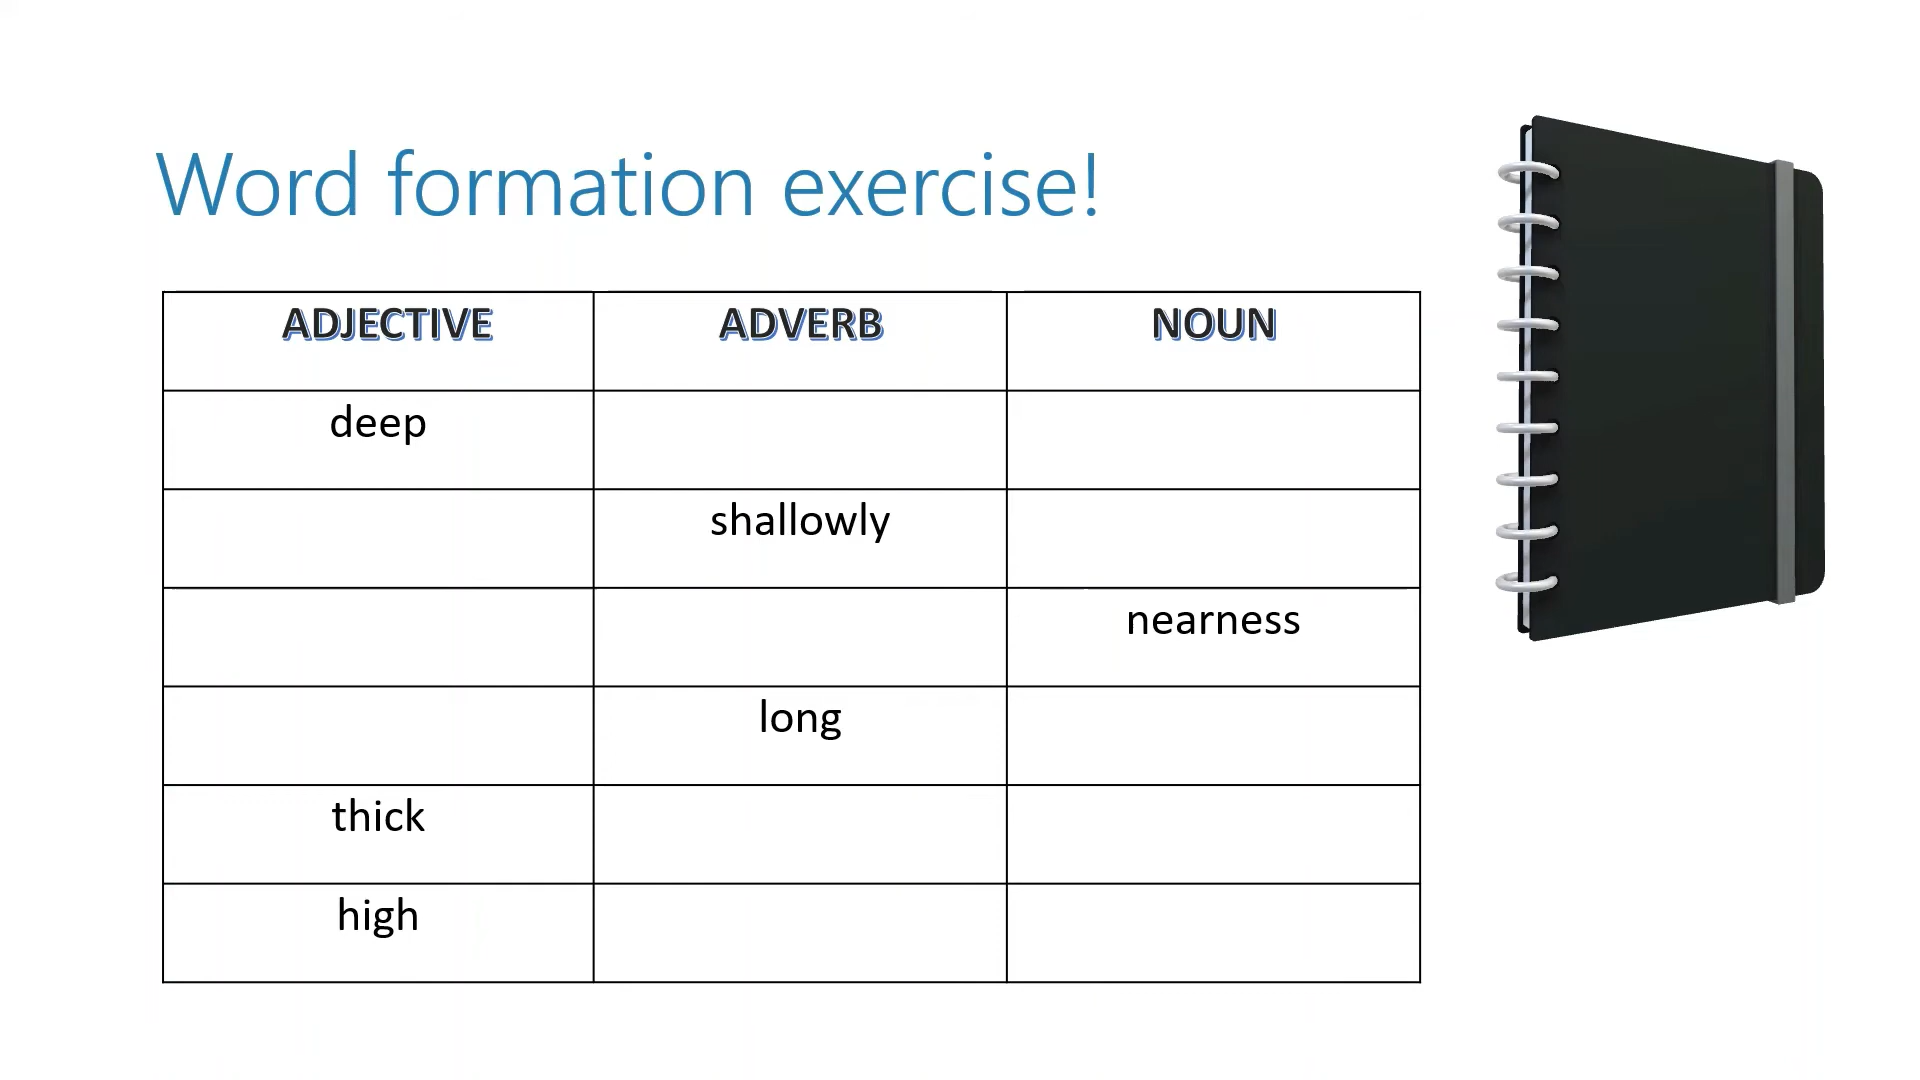 Word formation exercise!
ADJECTIVE ADVERB NOUN
deep
shallowly
nearness
long
thick
high